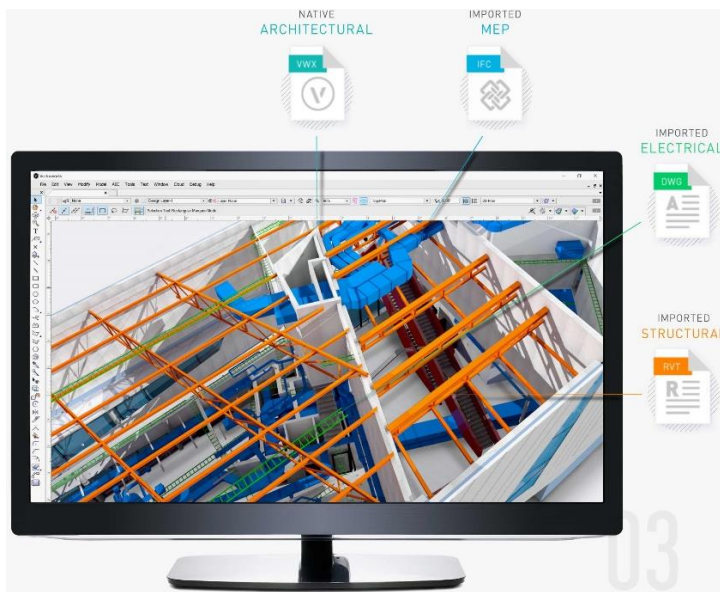 NATIVE
ARCHITECTURAL
VWX
IMPORTED
MEP
IFC
IMPORTED
ELECTRICAL
DWG
A
IMPORTED
STRUCTURAL
RVT
R
File Edit View Modify Model AEC Tools Text Window Cloud Debug Help
03